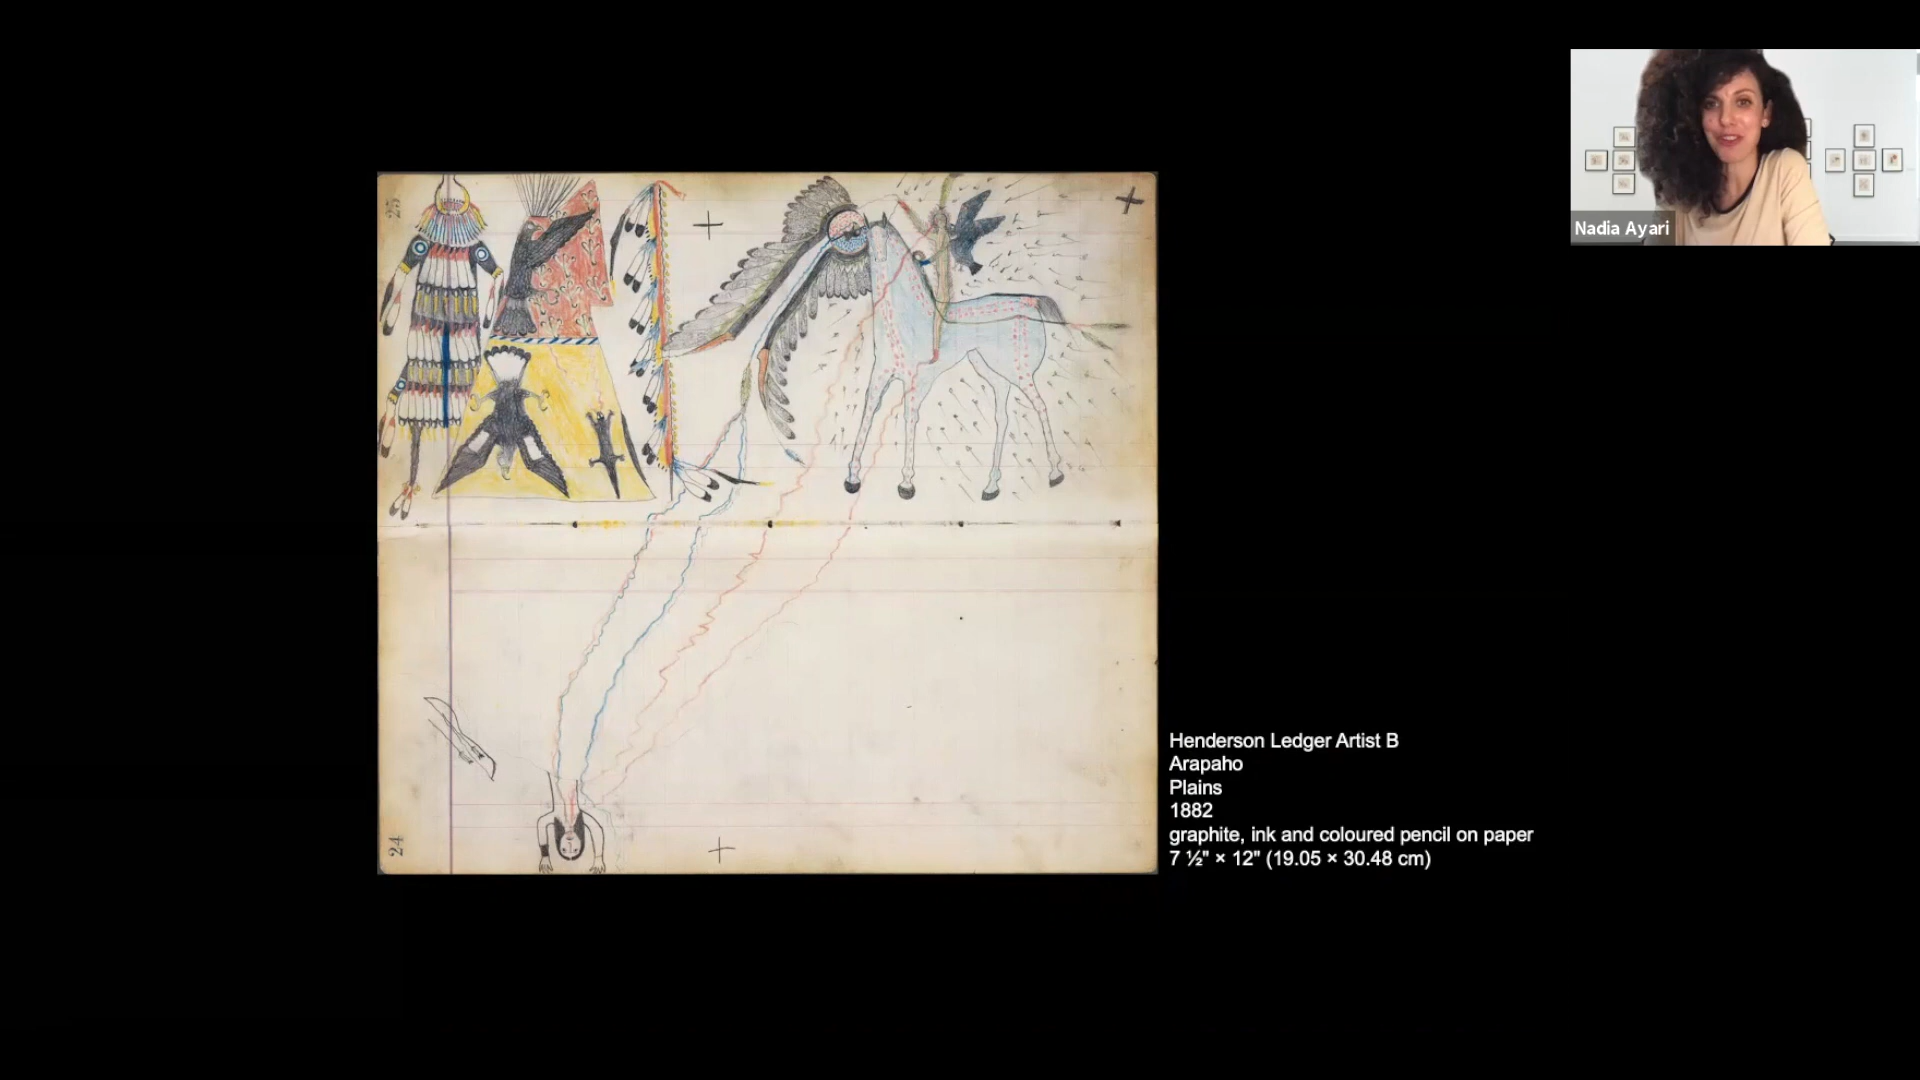 Nadia Ayari
25
Henderson Ledger Artist B
Arapaho
Plains
1882
graphite, ink and coloured pencil on paper
7 ½" × 12" (19.05 × 30.48 cm)
24